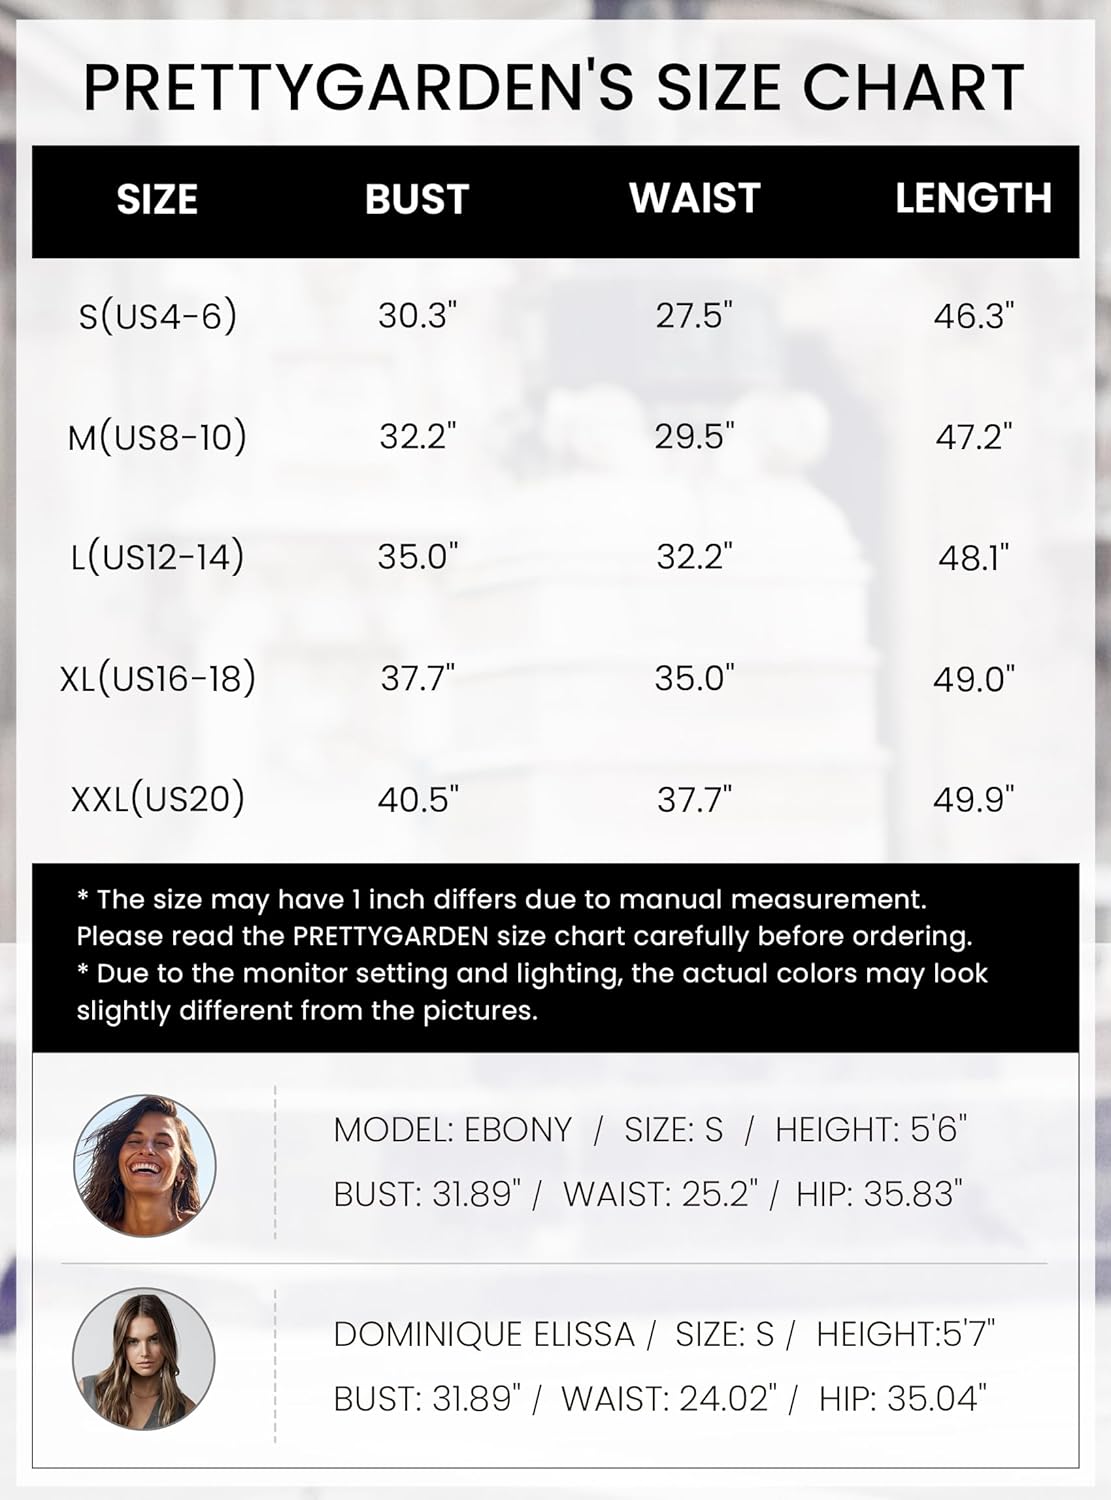 PRETTYGARDEN'S SIZE CHART
SIZE BUST WAIST LENGTH
S(US4-6) 30.3" 27.5" 46.3"
M(US8-10) 32.2" 29.5" 47.2"
L(US12-14) 35.0" 32.2" 48.1"
XL(US16-18) 37.7" 35.0" 49.0"
XXL(US20) 40.5" 37.7" 49.9"
* The size may have 1 inch differs due to manual measurement.
Please read the PRETTYGARDEN size chart carefully before ordering.
* Due to the monitor setting and lighting, the actual colors may look
slightly different from the pictures.
MODEL: EBONY / SIZE: S / HEIGHT: 5'6"
BUST: 31.89" / WAIST: 25.2" / HIP: 35.83"
DOMINIQUE ELISSA / SIZE: S / HEIGHT:5'7"
BUST: 31.89" / WAIST: 24.02" / HIP: 35.04"